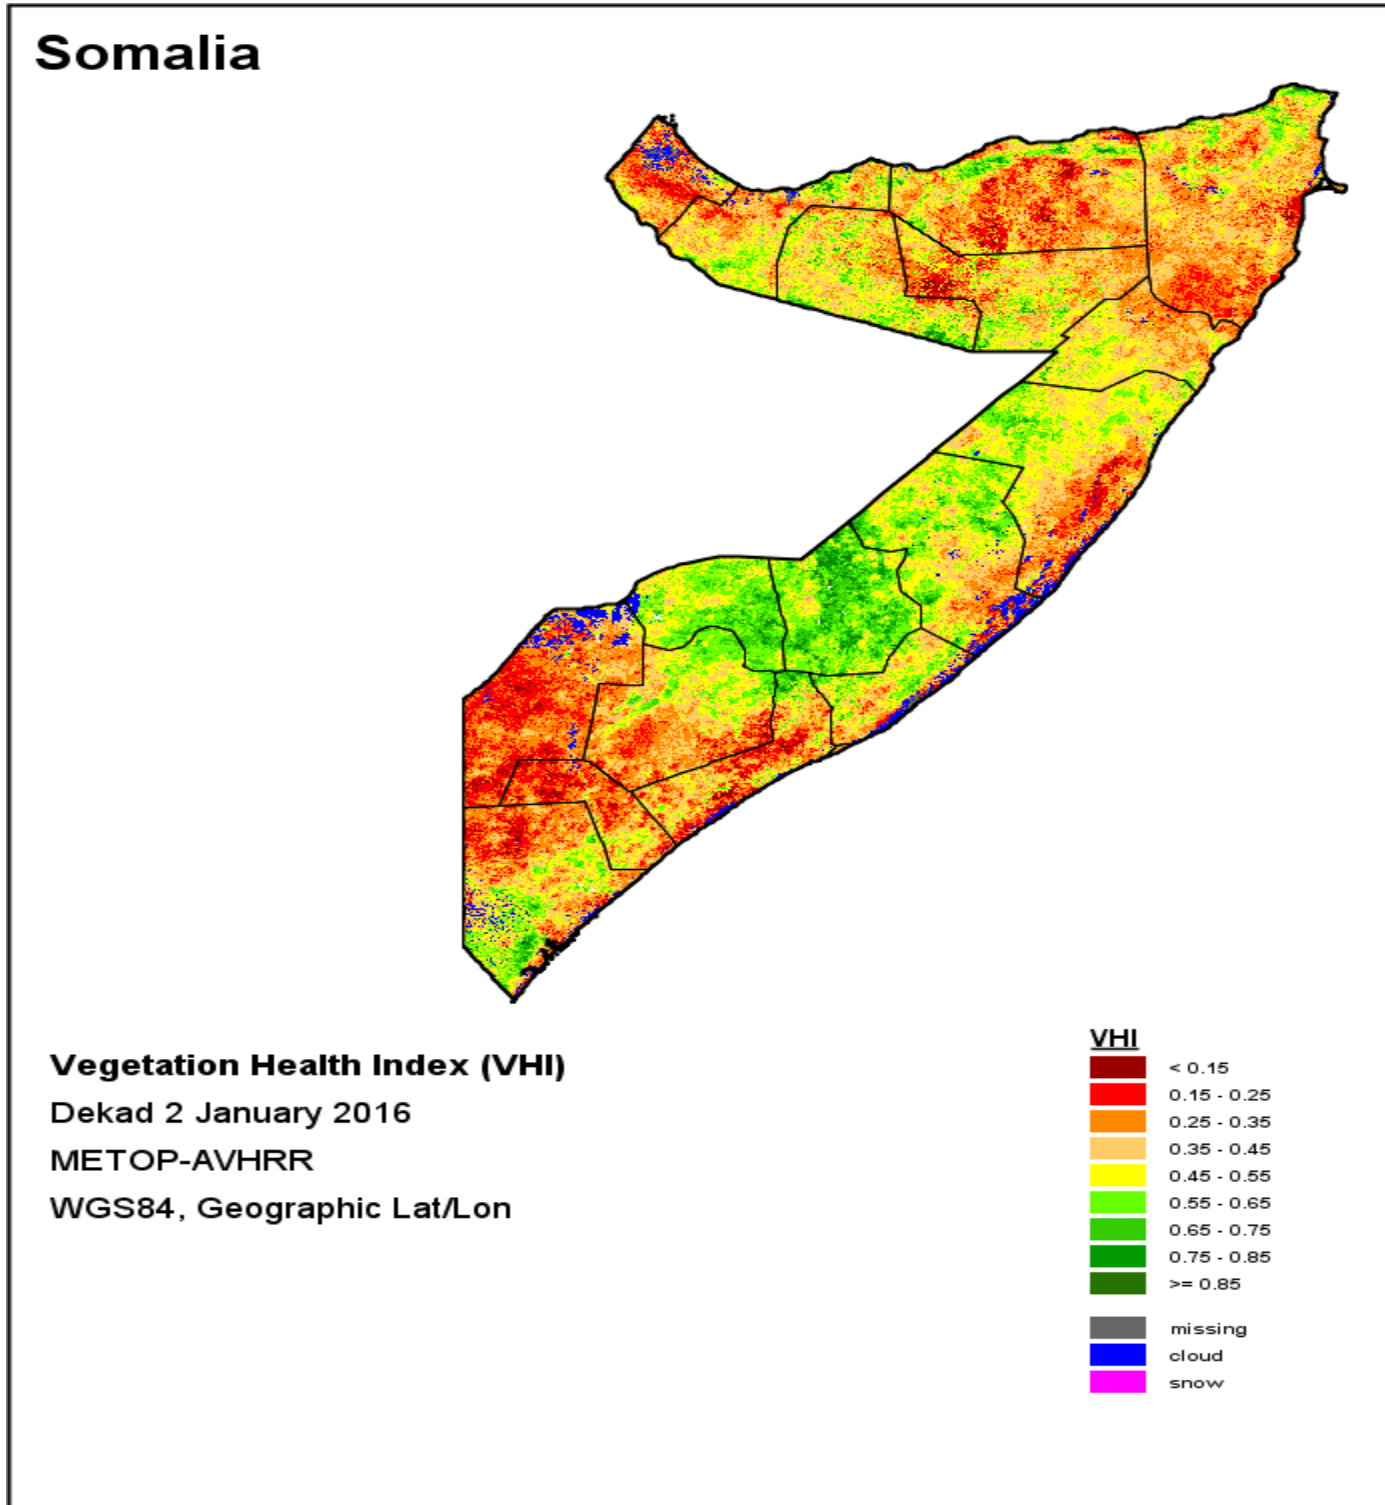 Somalia
Vegetation Health Index (VHI)
Dekad 2 January 2016
METOP-AVHRR
WGS84, Geographic Lat/Lon
VHI
< 0.15
0.15 - 0.25
0.25 - 0.35
0.35 - 0.45
0.45 - 0.55
0.55 - 0.65
0.65 - 0.75
0.75 - 0.85
>= 0.85
missing
cloud
snow